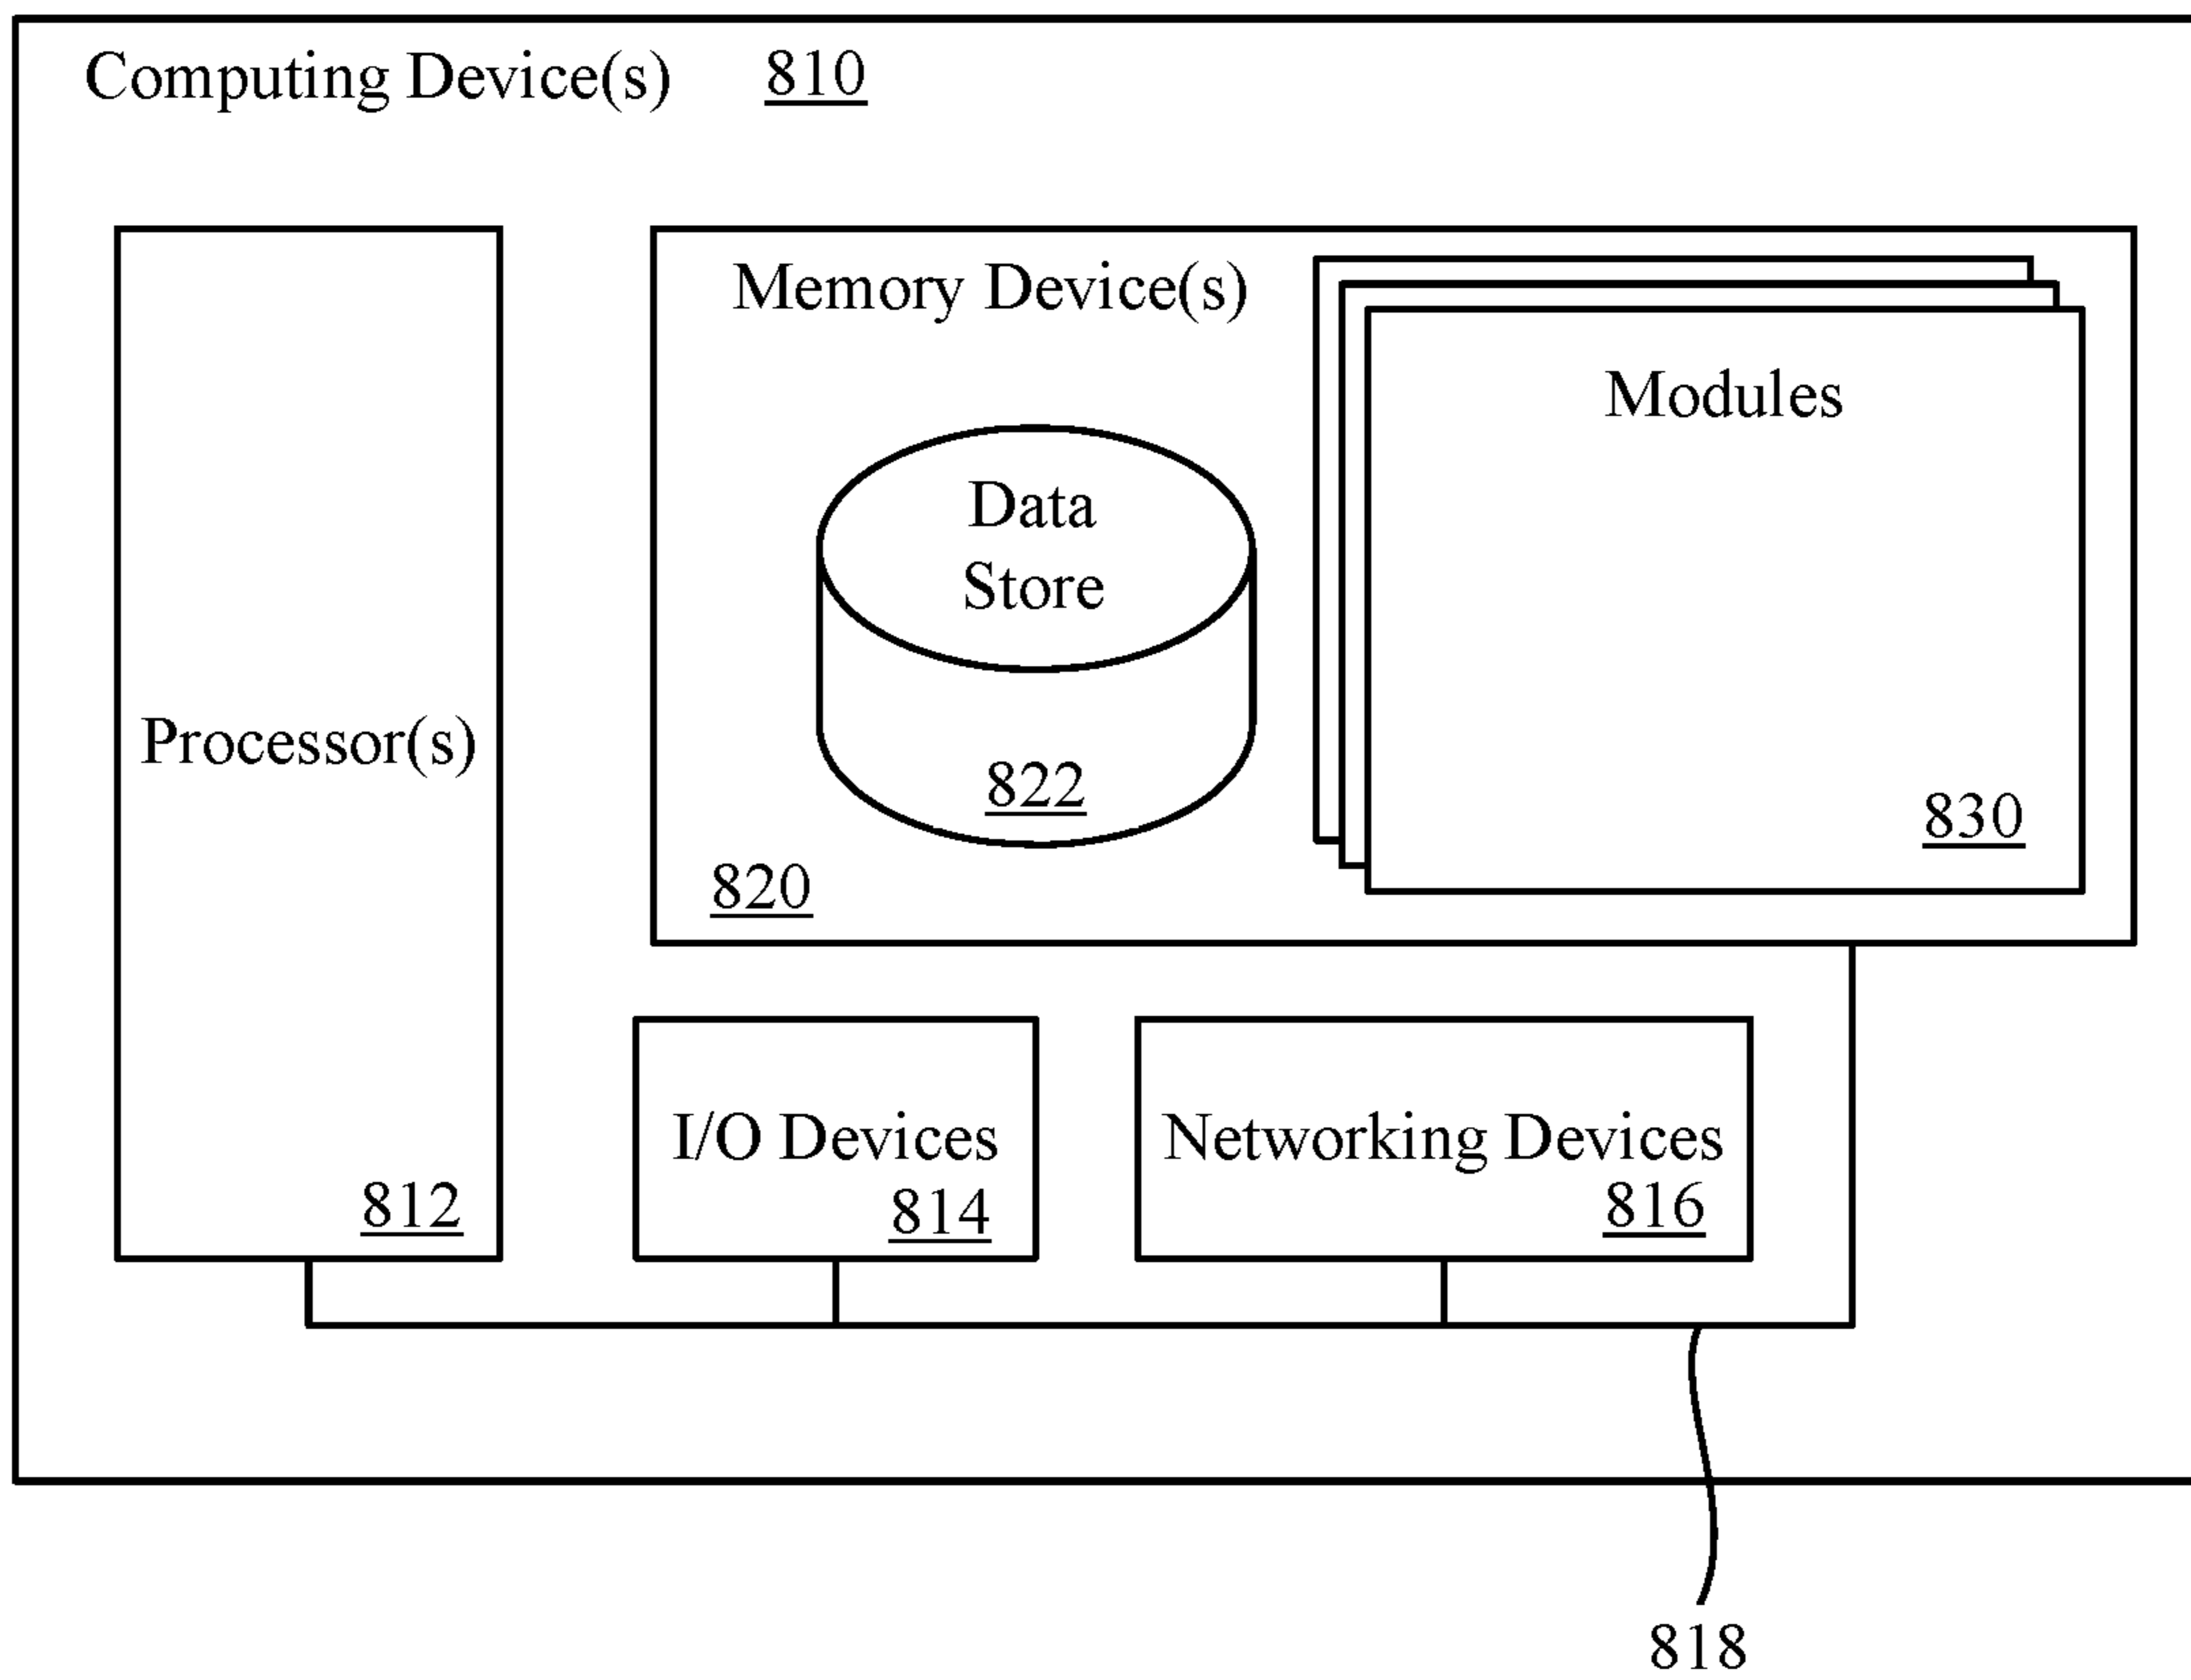 Computing Device(s) 810
Memory Device(s)
Modules
Data
Store
Processor(s)
822
830
820
I/O Devices
Networking Devices
812
814
816
818